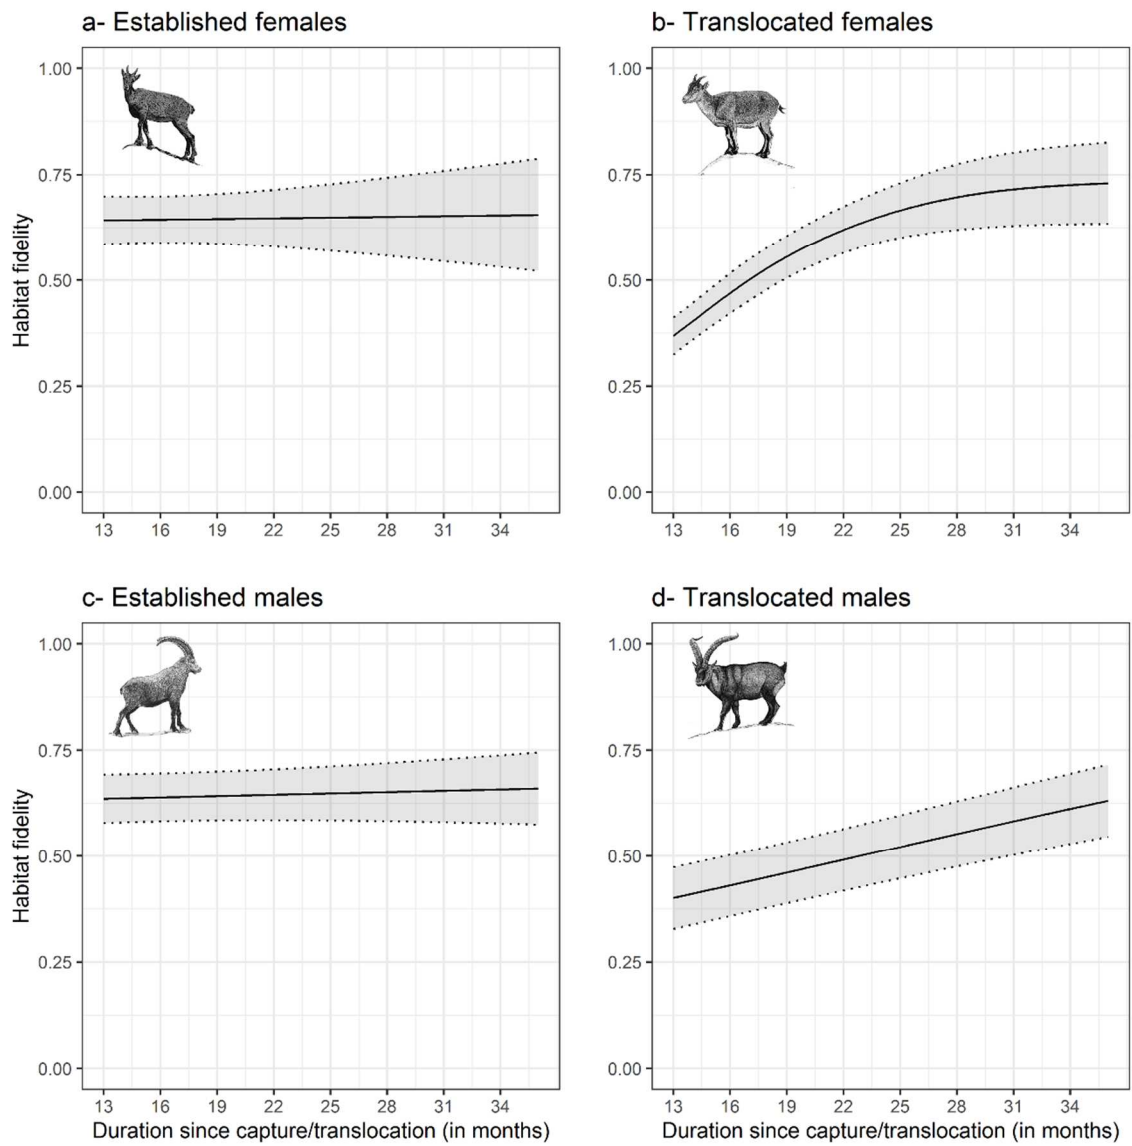 a- Established females
b- Translocated females
1.00
0.75
0.50
0.25
0.00
Habitat fidelity
13 16 19 22 25 28 31 34
1.00
0.75
0.50
0.25
0.00
13 16 19 22 25 28 31 34
c- Established males
d- Translocated males
1.00
0.75
0.50
0.25
0.00
Habitat fidelity
13 16 19 22 25 28 31 34
Duration since capture/translocation (in months)
1.00
0.75
0.50
0.25
0.00
13 16 19 22 25 28 31 34
Duration since capture/translocation (in months)